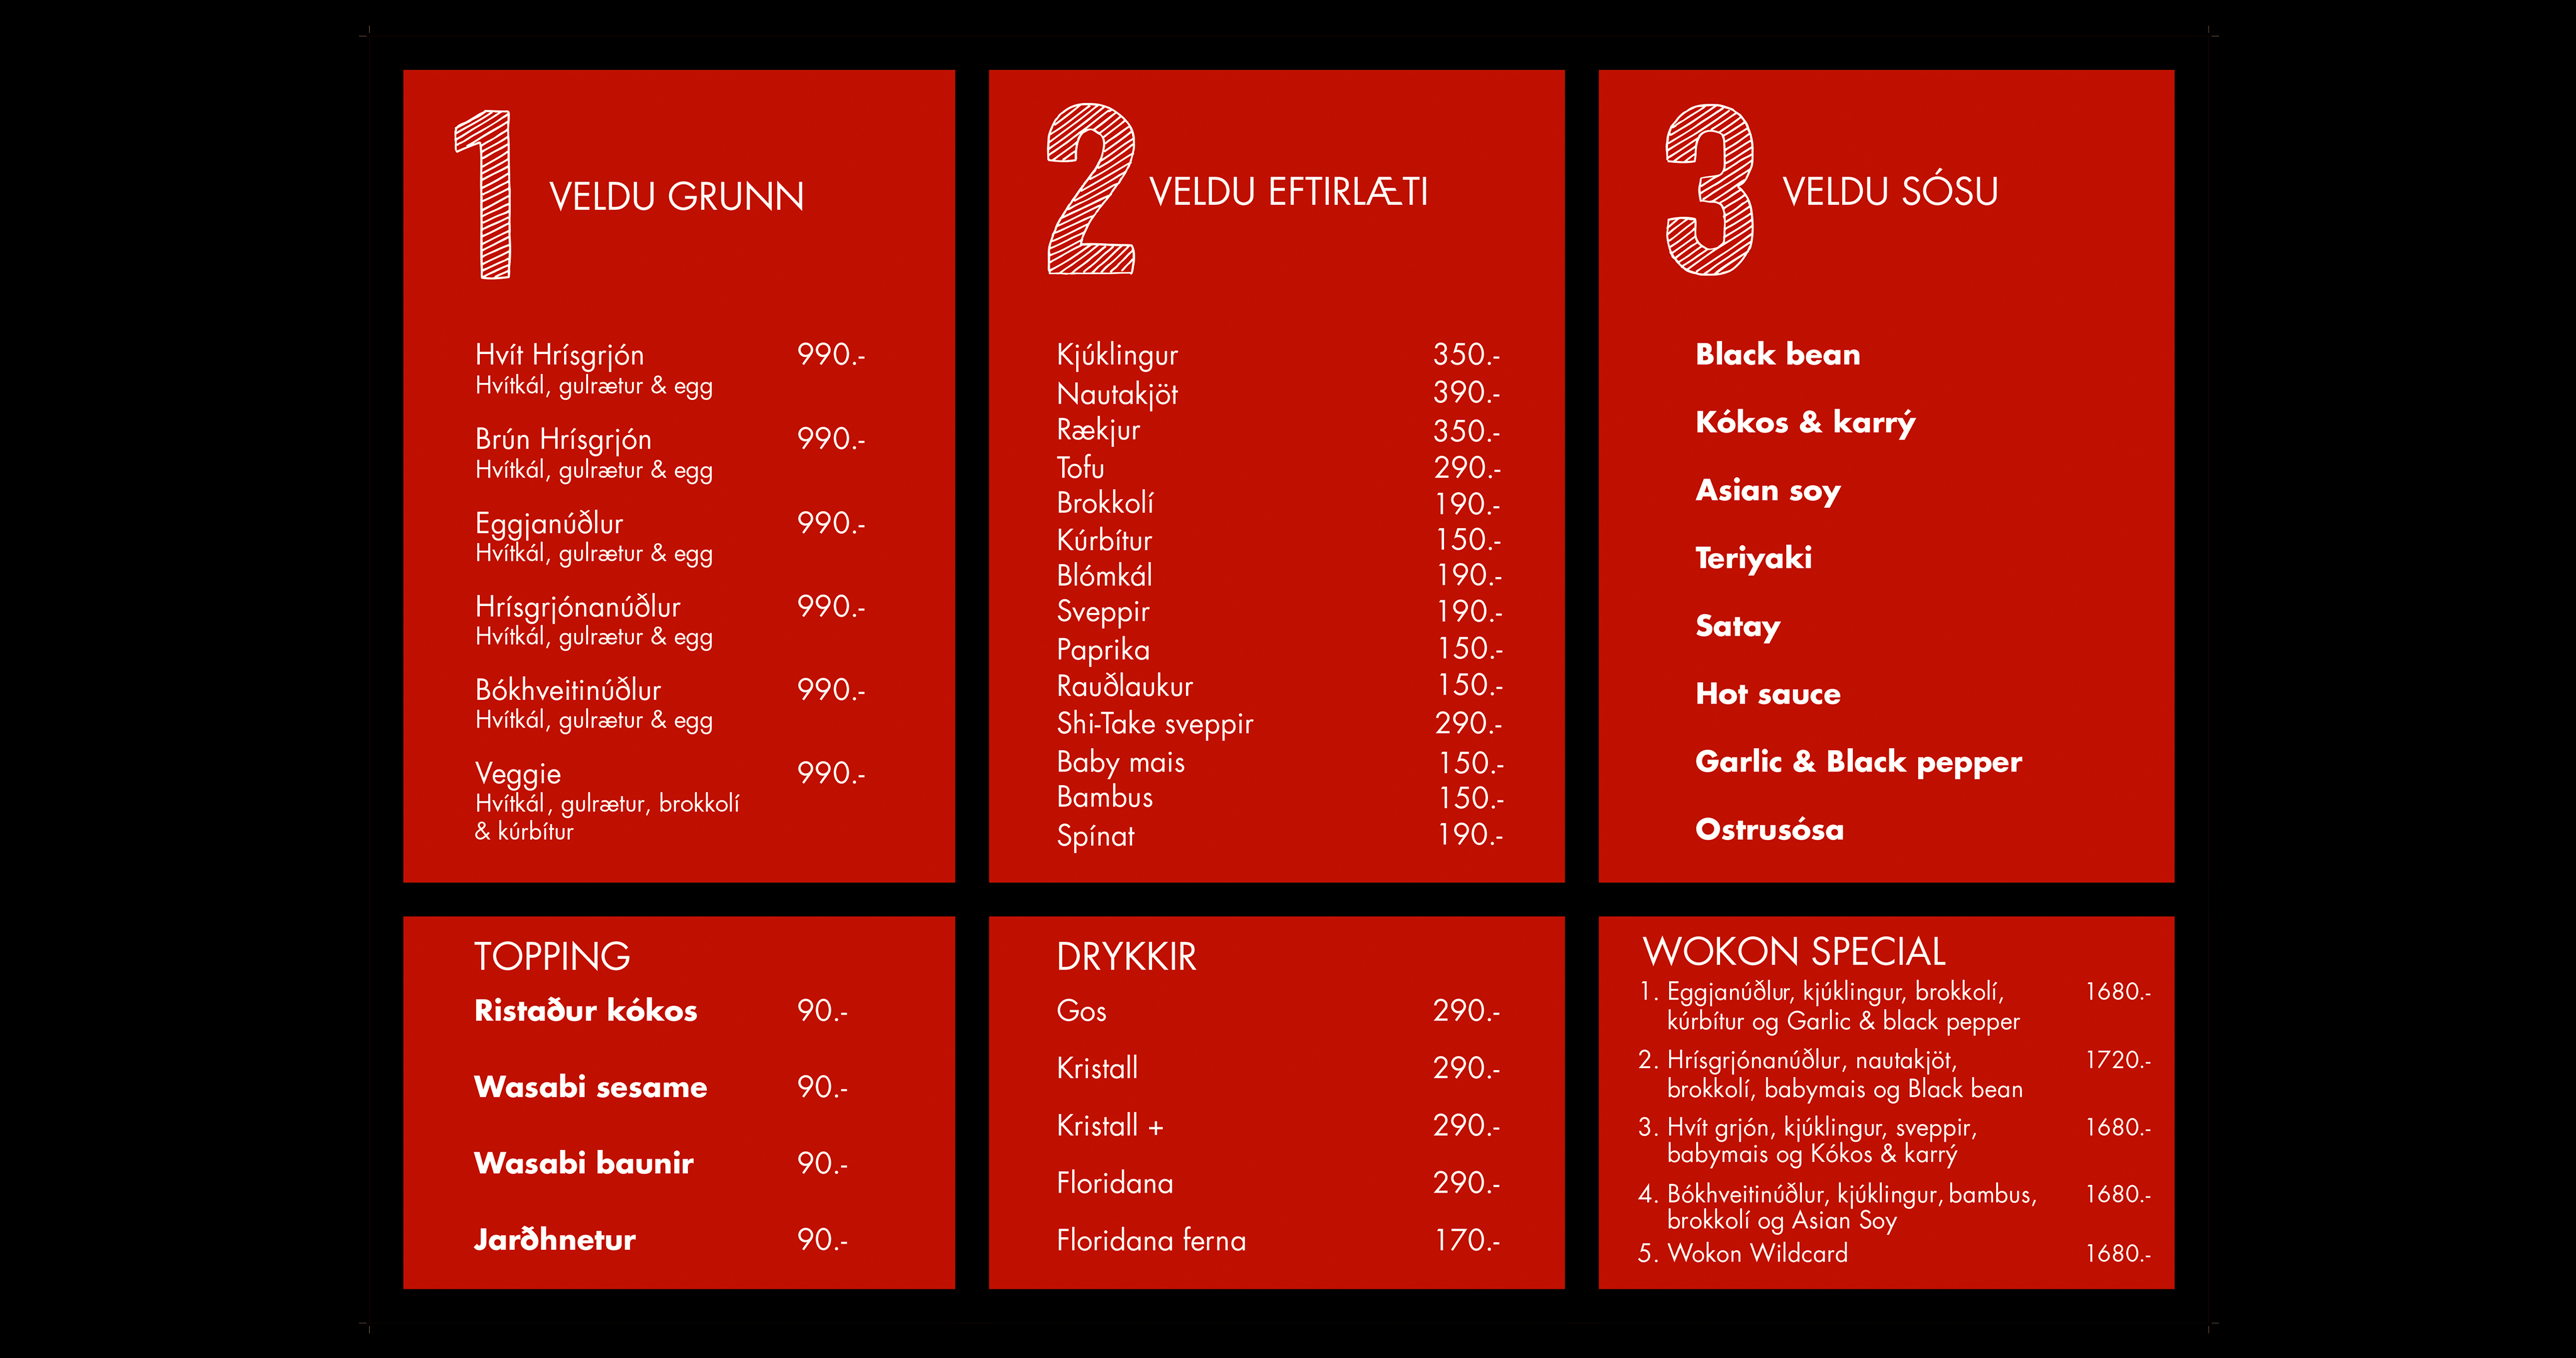 1 VELDU GRUNN
Hvít Hrísgrjón 990.-
Hvítkál, gulrætur & egg
Brún Hrísgrjón 990.-
Hvítkál, gulrætur & egg
Eggjanúðlur 990.-
Hvítkál, gulrætur & egg
Hrísgrjónanúðlur 990.-
Hvítkál, gulrætur & egg
Bókhveitinúðlur 990.-
Hvítkál, gulrætur & egg
Veggie 990.-
Hvítkál, gulrætur, brokkolí
& kúrbítur
2 VELDU EFTIRLÆTI
Kjúklingur 350.-
Nautakjöt 390.-
Rækjur 350.-
Tofu 290.-
Brokkolí 190.-
Kúrbítur 150.-
Blómkál 190.-
Sveppir 190.-
Paprika 150.-
Rauðlaukur 150.-
Shi-Take sveppir 290.-
Baby mais 150.-
Bambus 150.-
Spínat 190.-
3 VELDU SÓSU
Black bean
Kókos & karrý
Asian soy
Teriyaki
Satay
Hot sauce
Garlic & Black pepper
Ostrusósa
TOPPING
Ristaður kókos 90.-
Wasabi sesame 90.-
Wasabi baunir 90.-
Jarðhnetur 90.-
DRYKKIR
Gos 290.-
Kristall 290.-
Kristall + 290.-
Floridana 290.-
Floridana ferna 170.-
WOKON SPECIAL
1. Eggjanúðlur, kjúklingur, brokkolí, 1680.-
kúrbítur og Garlic & black pepper
2. Hrísgrjónanúðlur, nautakjöt, 1720.-
brokkolí, babymais og Black bean
3. Hvít grjón, kjúklingur, sveppir, 1680.-
babymais og Kókos & karrý
4. Bókhveitinúðlur, kjúklingur, bambus, 1680.-
brokkolí og Asian Soy
5. Wokon Wildcard 1680.-